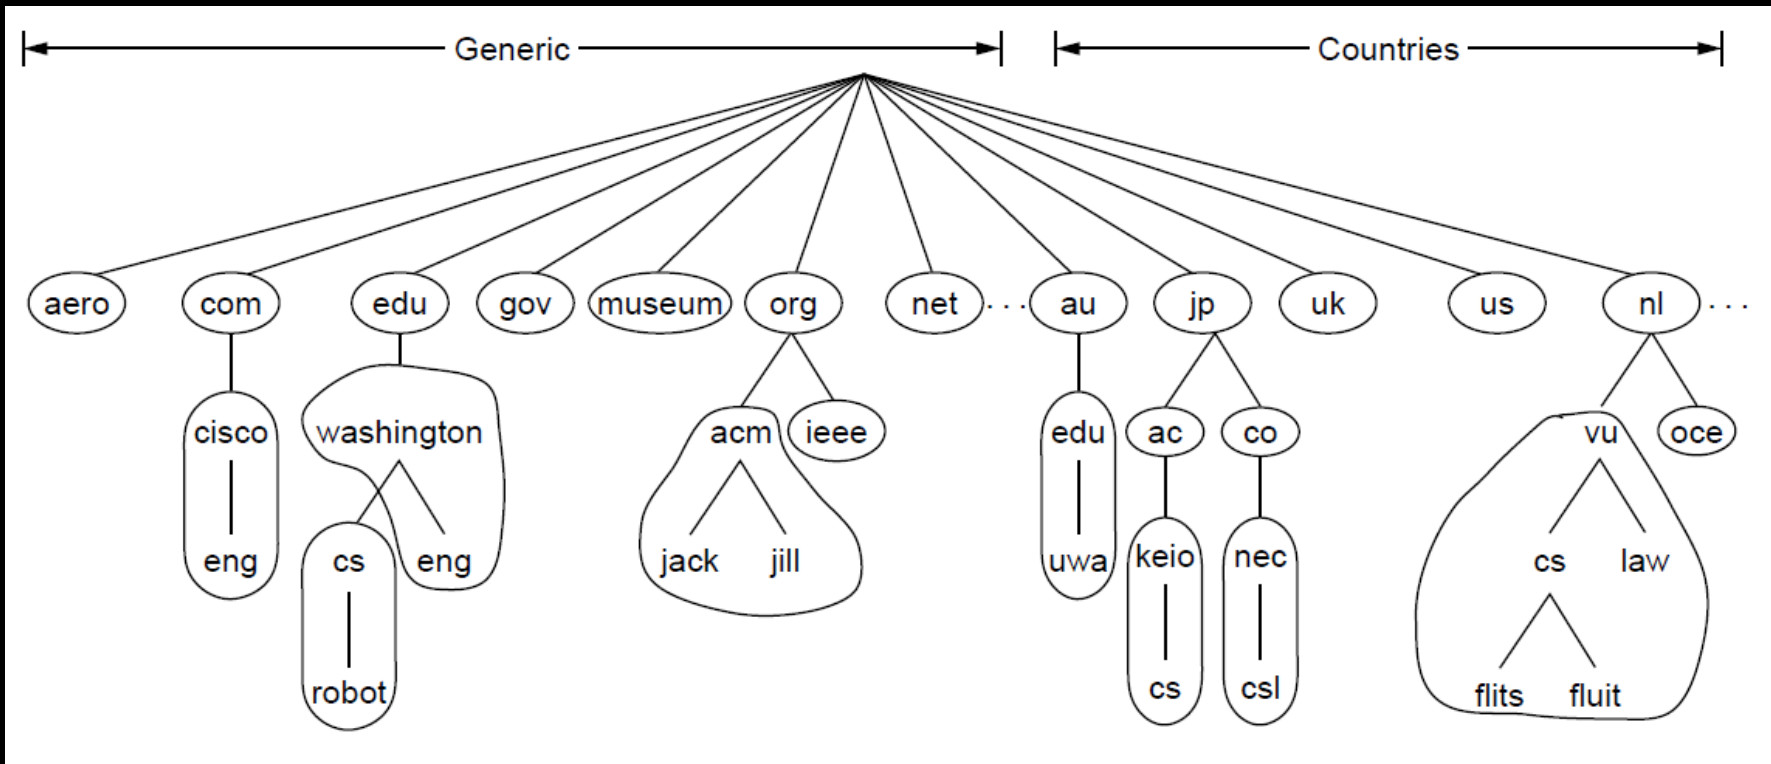 Generic Countries
aero com edu gov museum org net ... au jp uk us nl ...
cisco washington acm ieee edu ac co vu oce
eng cs eng jack jill uwa keio nec cs law
robot cs csl flits fluit